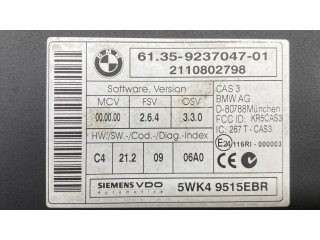 BMW
61.35-9237047-01
2110802798
Software, Version
MCV FSV OSV
00.00.00 2.6.4 3.3.0
HW-/SW.-/Cod.-/Diag.-Index
C4 21.2 09 06A0
CAS 3
BMW AG
D-80788München
FCC ID: KR5CAS3
IC: 267 T - CAS3
E24 116RI - 000003
CE
SIEMENS VDO
Automotive
5WK4 9515EBR